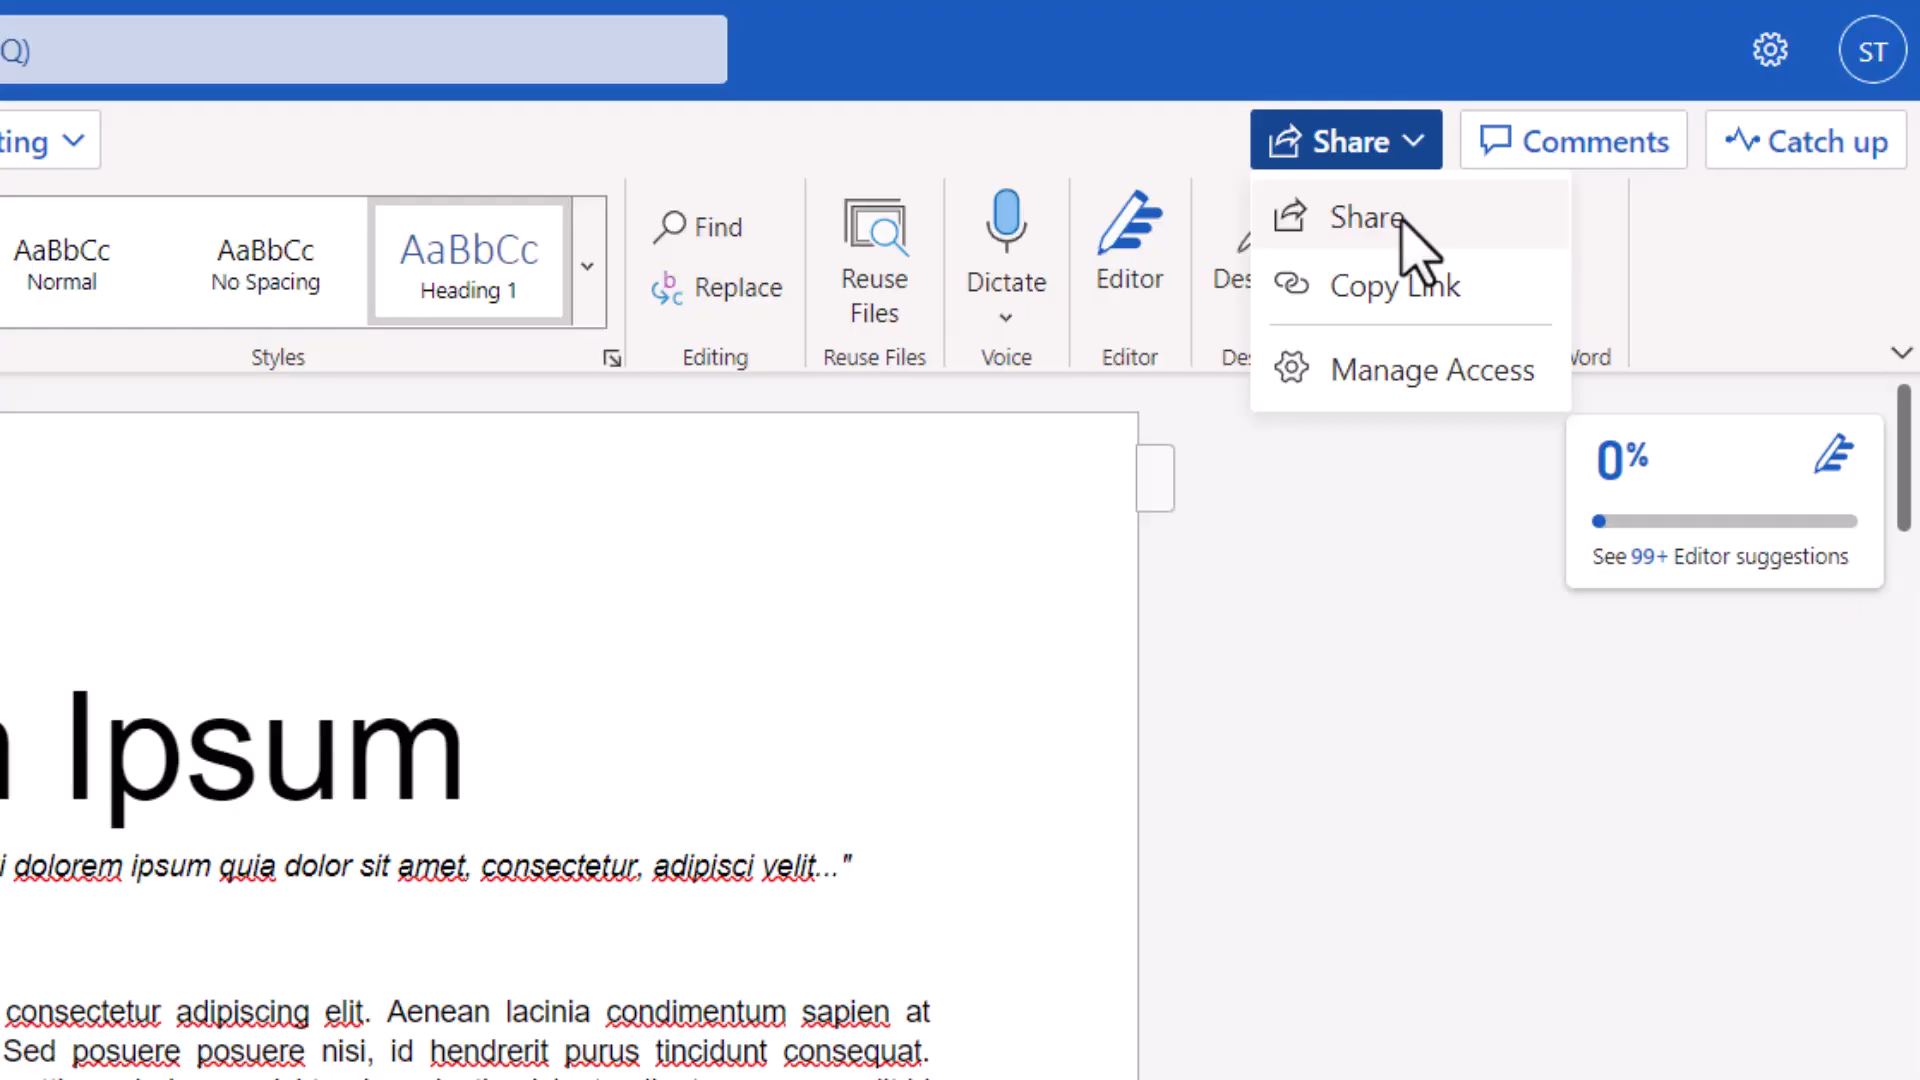 Q)
ST
ting
Share
Comments
Catch up
Share
Copy Link
Manage Access
AaBbCc
Normal
AaBbCc
No Spacing
AaBbCc
Heading 1
Styles
Find
Replace
Editing
Reuse
Files
Reuse Files
Dictate
Voice
Editor
Editor
Des
De
Word
0%
See 99+ Editor suggestions
Ipsum
i dolorem ipsum quia dolor sit amet, consectetur, adipisci velit..."
consectetur adipiscing elit. Aenean lacinia condimentum sapien at
Sed posuere posuere nisi, id hendrerit purus tincidunt consequat.